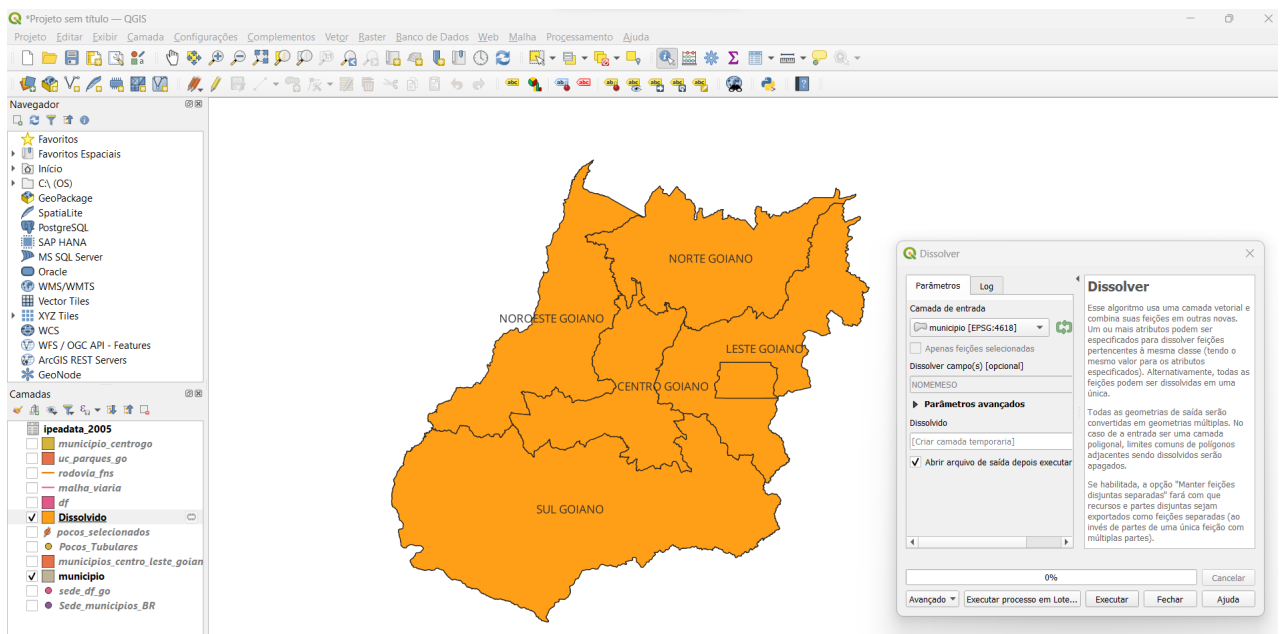 *Projeto sem título — QGIS
Projeto Editar Exibir Camada Configurações Complementos Vetor Raster Banco de Dados Web Malha Processamento Ajuda
Navegador
Favoritos
Favoritos Espaciais
Início
C:\ (OS)
GeoPackage
SpatiaLite
PostgreSQL
SAP HANA
MS SQL Server
Oracle
WMS/WMTS
Vector Tiles
XYZ Tiles
WCS
WFS / OGC API - Features
ArcGIS REST Servers
GeoNode
Camadas
ipeadata_2005
municipio_centrogo
uc_parques_go
rodovia_fns
malha_viaria
df
Dissolvido
pocos_selecionados
Pocos_Tubulares
municipios_centro_leste_goian
municipio
sede_df_go
Sede_municipios_BR
NORTE GOIANO
NOROESTE GOIANO
LESTE GOIANO
CENTRO GOIANO
SUL GOIANO
Dissolver
Parâmetros Log
Camada de entrada
municipio [EPSG:4618]
Apenas feições selecionadas
Dissolver campo(s) [opcional]
NOMEMESO
Parâmetros avançados
Dissolvido
[Criar camada temporaria]
Abrir arquivo de saída depois executar
Dissolver
Esse algoritmo usa uma camada vetorial e
combina suas feições em outras novas.
Um ou mais atributos podem ser
especificados para dissolver feições
pertencentes à mesma classe (tendo o
mesmo valor para os atributos
especificados). Alternativamente, todas as
feições podem ser dissolvidas em uma
única.
Todas as geometrias de saída serão
convertidas em geometrias múltiplas. No
caso de a entrada ser uma camada
poligonal, limites comuns de polígonos
adjacentes sendo dissolvidos serão
apagados.
Se habilitada, a opção "Manter feições
disjuntas separadas" fará com que
recursos e partes disjuntas sejam
exportados como feições separadas (ao
invés de partes de uma única feição com
múltiplas partes).
0%
Cancelar
Avançado Executar processo em Lote... Executar Fechar Ajuda